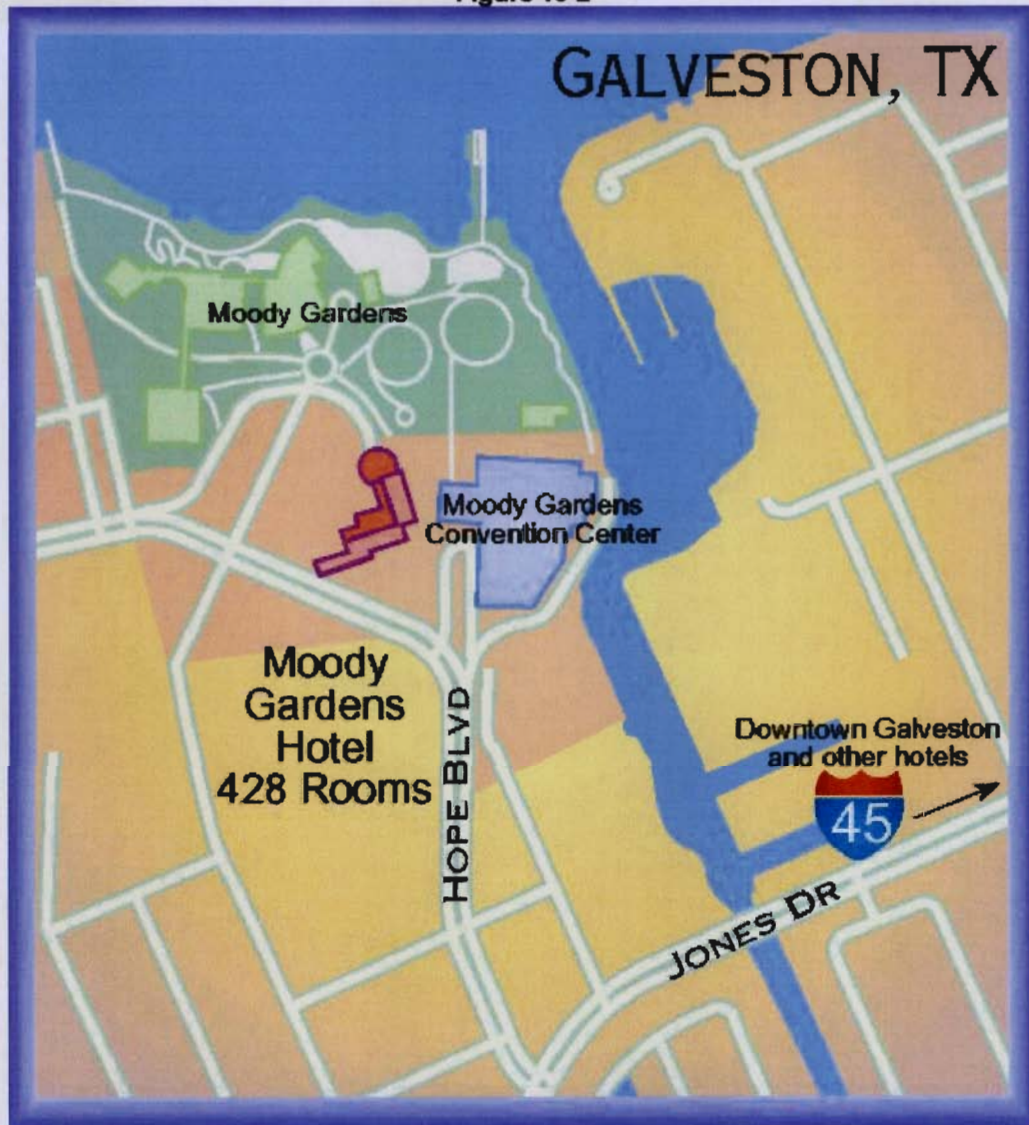 GALVESTON, TX
Moody Gardens
Moody Gardens
Convention Center
Moody
Gardens
Hotel
428 Rooms
HOPE BLVD
Downtown Galveston
and other hotels
45
JONES DR